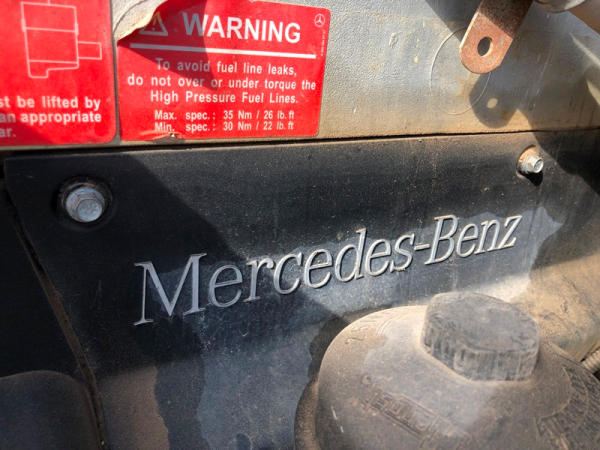 WARNING
To avoid fuel line leaks,
do not over or under torque the
High Pressure Fuel Lines.
Max. spec.: 35 Nm / 26 lb.ft
Min. spec.: 30 Nm / 22 lb.ft
be lifted by
an appropriate
Mercedes-Benz